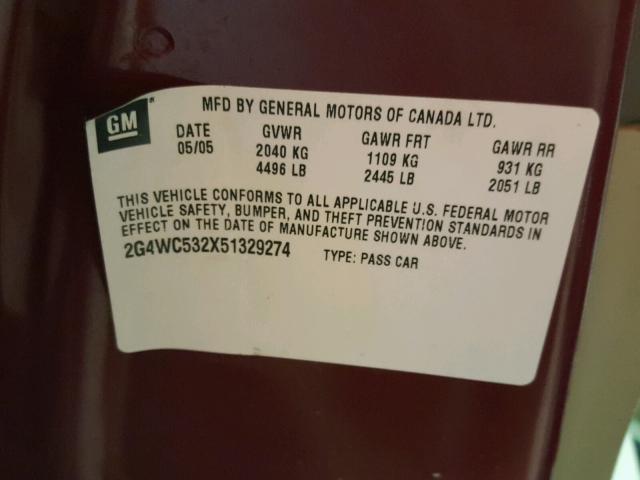 GM
MFD BY GENERAL MOTORS OF CANADA LTD.
DATE GVWR GAWR FRT GAWR RR
05/05 2040 KG 1109 KG 931 KG
4496 LB 2445 LB 2051 LB
THIS VEHICLE CONFORMS TO ALL APPLICABLE U.S. FEDERAL MOTOR
VEHICLE SAFETY, BUMPER, AND THEFT PREVENTION STANDARDS IN
EFFECT ON THE DATE OF MANUFACTURE SHOWN ABOVE.
2G4WC532X51329274 TYPE: PASS CAR